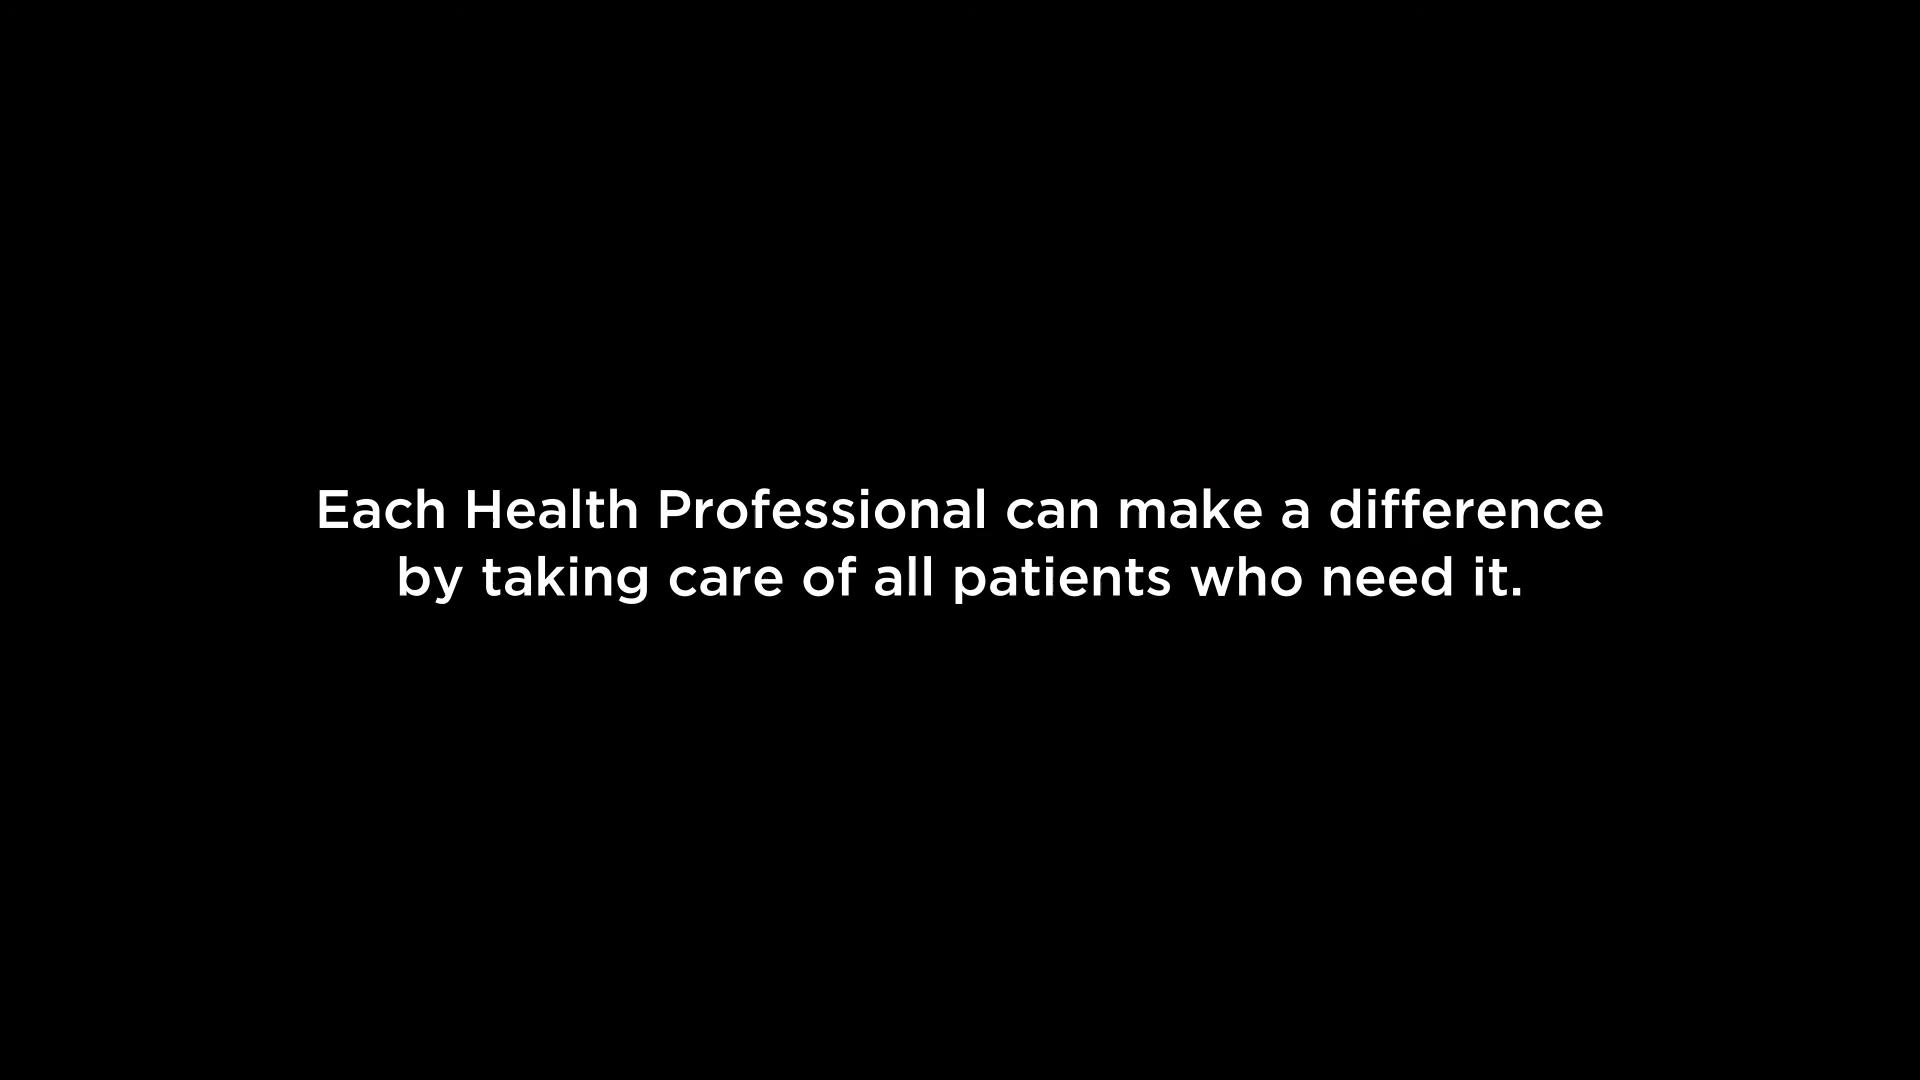 Each Health Professional can make a difference
by taking care of all patients who need it.